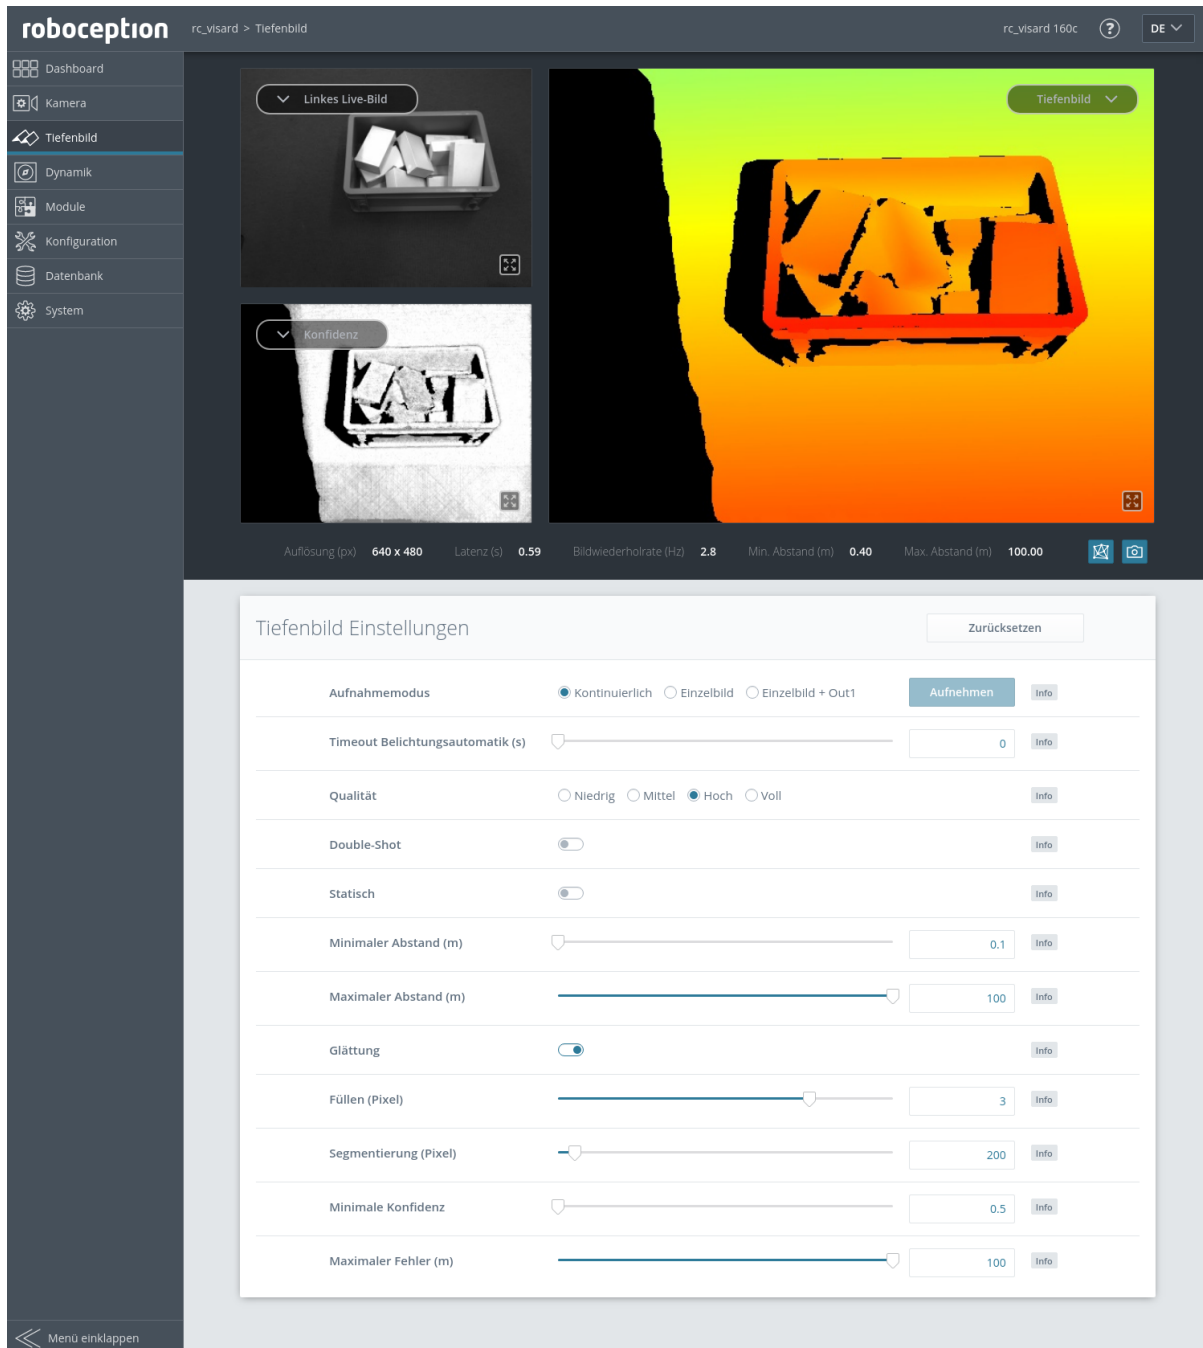 roboception
rc_visard > Tiefenbild
rc_visard 160c
?
DE
Dashboard
Kamera
Tiefenbild
Dynamik
Module
Konfiguration
Datenbank
System
Linkes Live-Bild
Tiefenbild
Konfidenz
Auflösung (px) 640 x 480 Latenz (s) 0.59 Bildwiederholrate (Hz) 2.8 Min. Abstand (m) 0.40 Max. Abstand (m) 100.00
Tiefenbild Einstellungen Zurücksetzen
Aufnahmemodus Kontinuierlich Einzelbild Einzelbild + Out1 Aufnehmen Info
Timeout Belichtungsautomatik (s) 0 Info
Qualität Niedrig Mittel Hoch Voll Info
Double-Shot Info
Statisch Info
Minimaler Abstand (m) 0.1 Info
Maximaler Abstand (m) 100 Info
Glättung Info
Füllen (Pixel) 3 Info
Segmentierung (Pixel) 200 Info
Minimale Konfidenz 0.5 Info
Maximaler Fehler (m) 100 Info
Menü einklappen